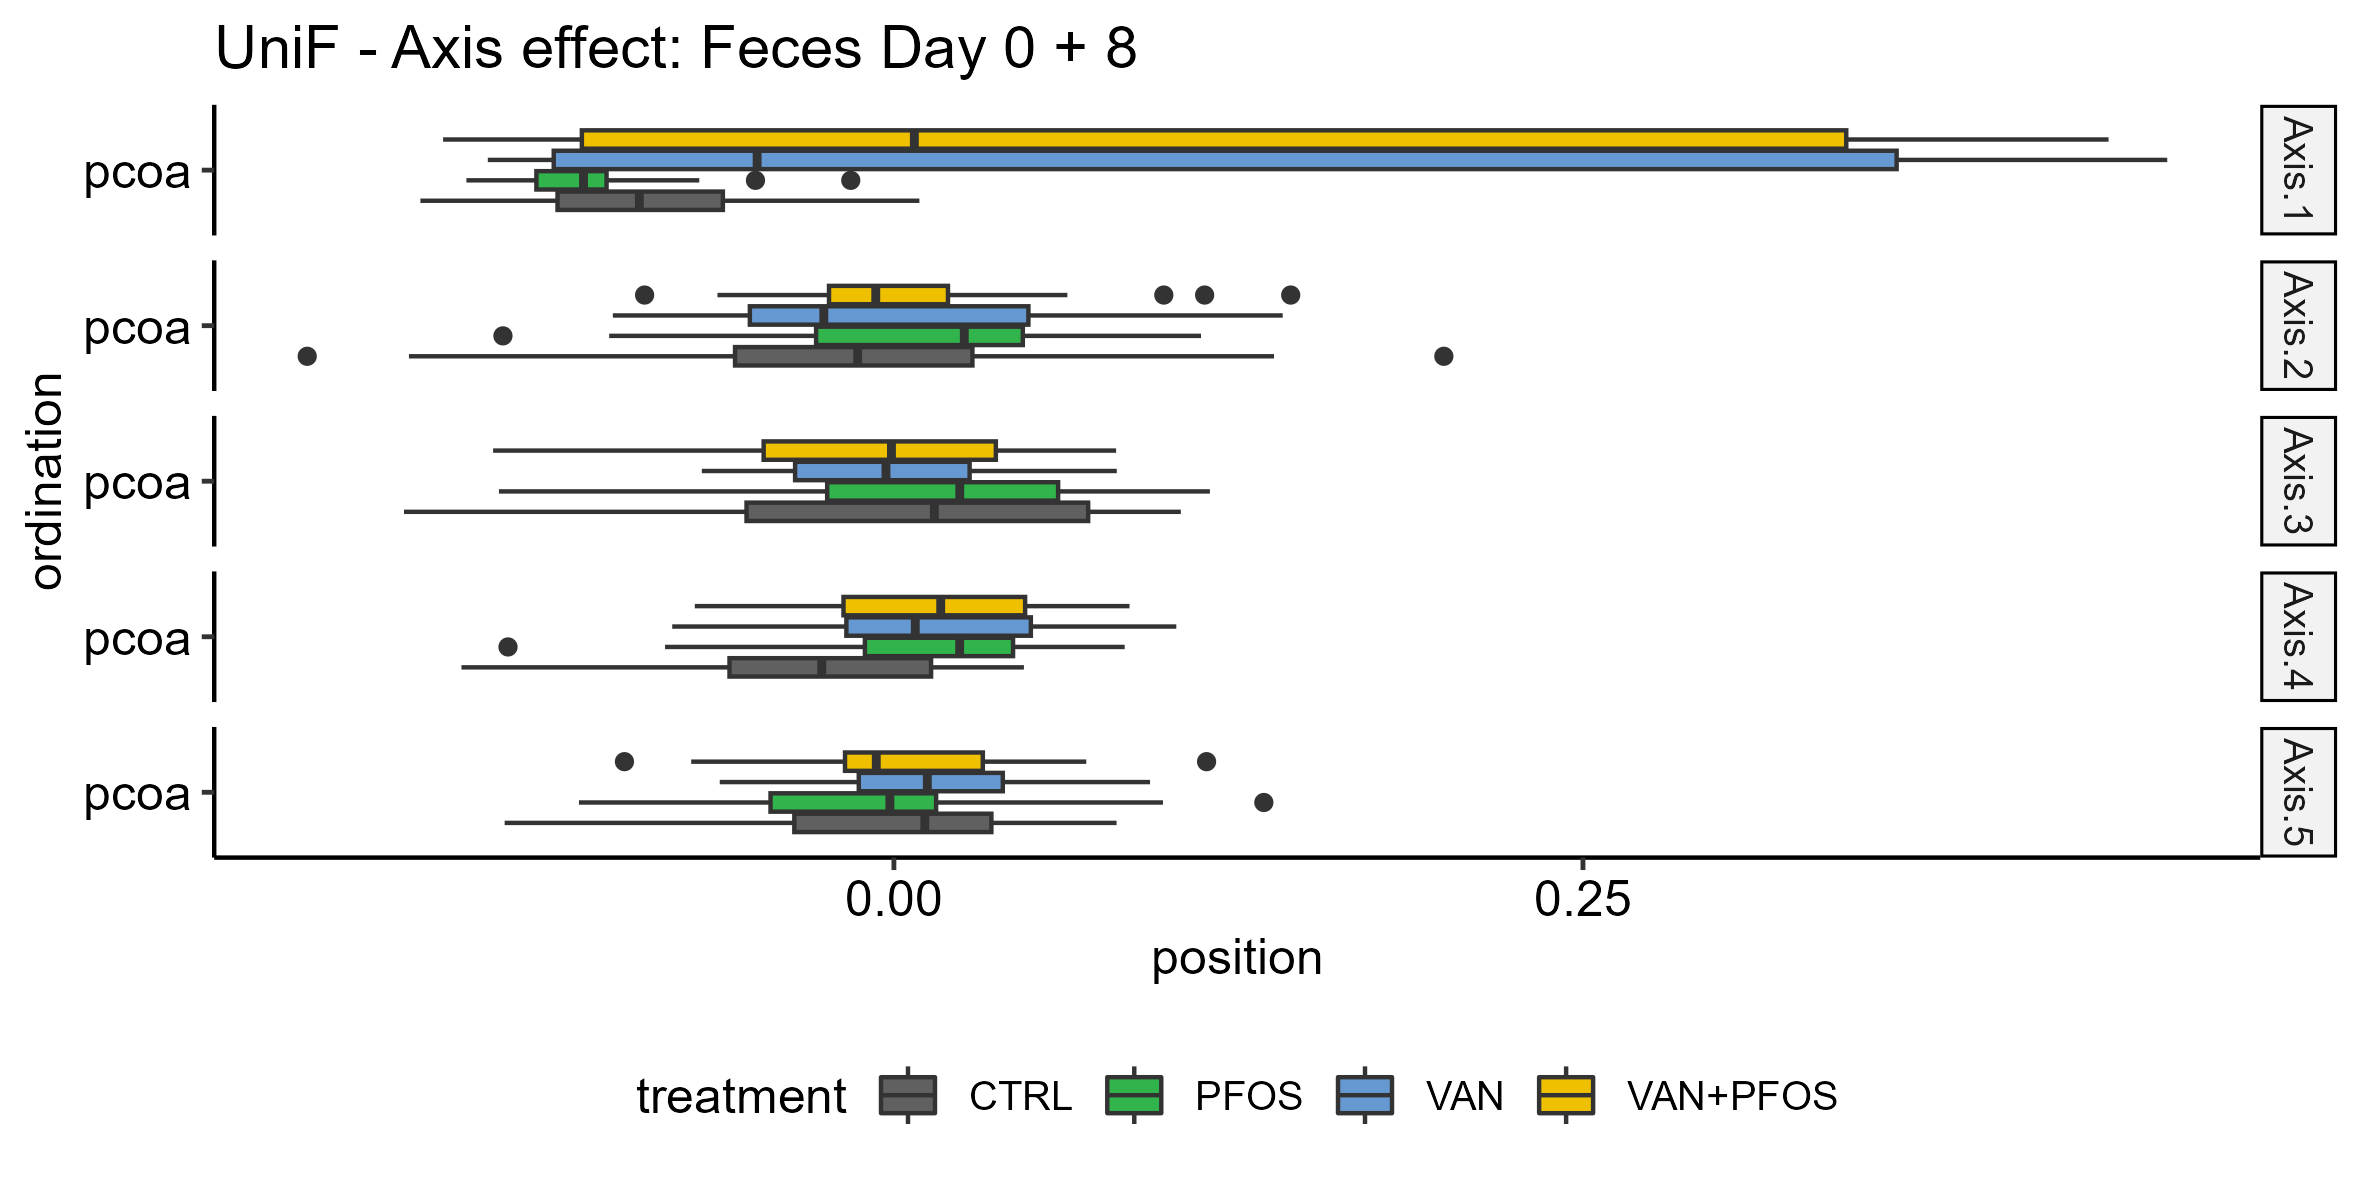 UniF - Axis effect: Feces Day 0 + 8
pcoa
Axis.1
pcoa
Axis.2
ordination
pcoa
Axis.3
pcoa
Axis.4
pcoa
Axis.5
0.00 0.25
position
treatment CTRL PFOS VAN VAN+PFOS